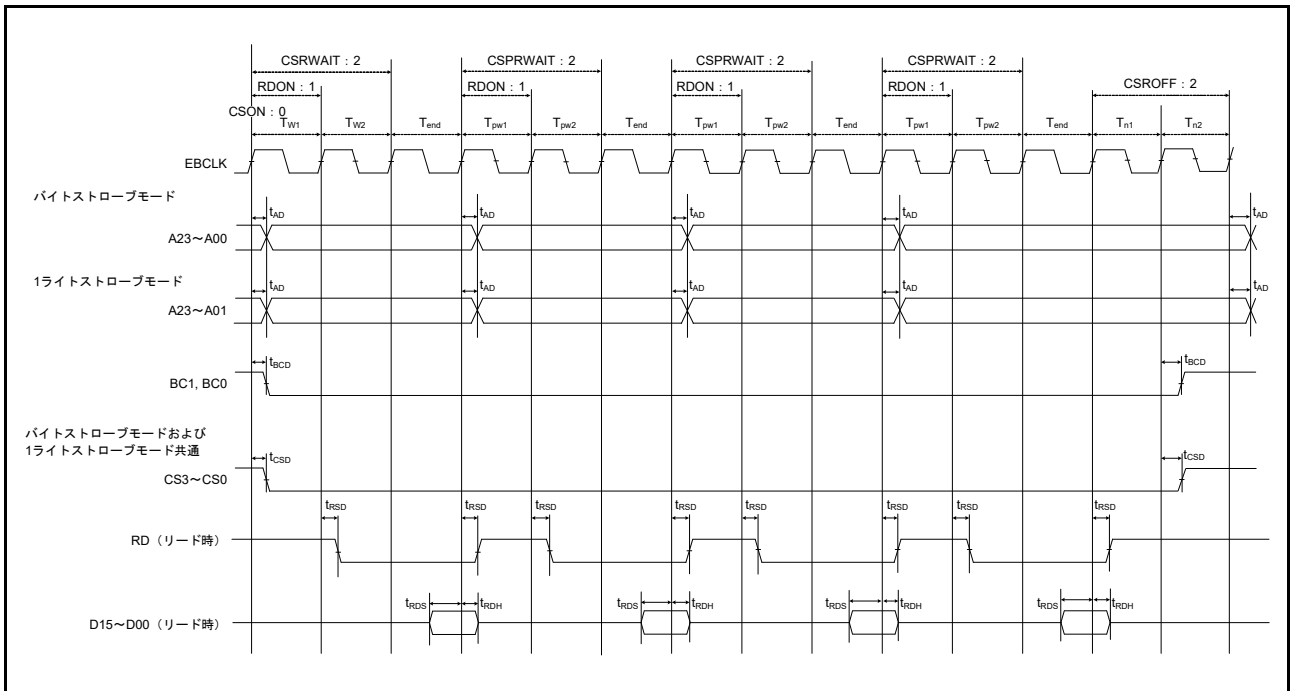 CSRWAIT：2 CSPRWAIT：2 CSPRWAIT：2 CSPRWAIT：2
RDON：1 RDON：1 RDON：1 RDON：1 CSROFF：2
CSON：0
TW1 TW2 Tend Tpw1 Tpw2 Tend Tpw1 Tpw2 Tend Tpw1 Tpw2 Tend Tn1 Tn2
EBCLK
バイトストローブモード
tAD tAD tAD tAD tAD
A23～A00
1ライトストローブモード
tAD tAD tAD tAD tAD
A23～A01
tBCD tBCD
BC1, BC0
バイトストローブモードおよび
1ライトストローブモード共通
tCSD tCSD
CS3～CS0
tRSD tRSD tRSD tRSD tRSD tRSD tRSD tRSD
RD（リード時）
tRDS tRDH tRDS tRDH tRDS tRDH tRDS tRDH
D15～D00（リード時）